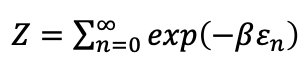 Z = ∑_{n=0}^{∞} exp(−βε_n)